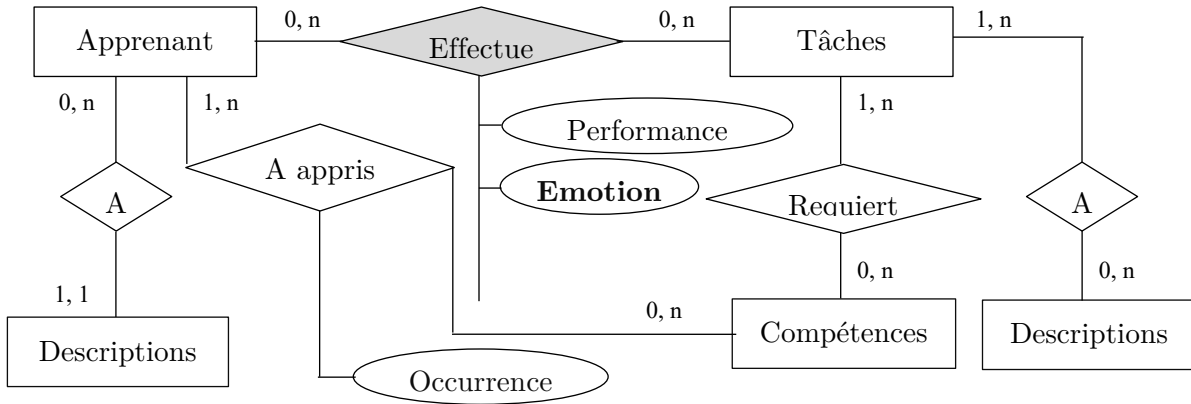 0, n
0, n
1, n
Apprenant
Effectue
Tâches
0, n
1, n
1, n
Performance
A appris
A
Emotion
Requiert
A
1, 1
0, n
0, n
0, n
Descriptions
Compétences
Descriptions
Occurrence